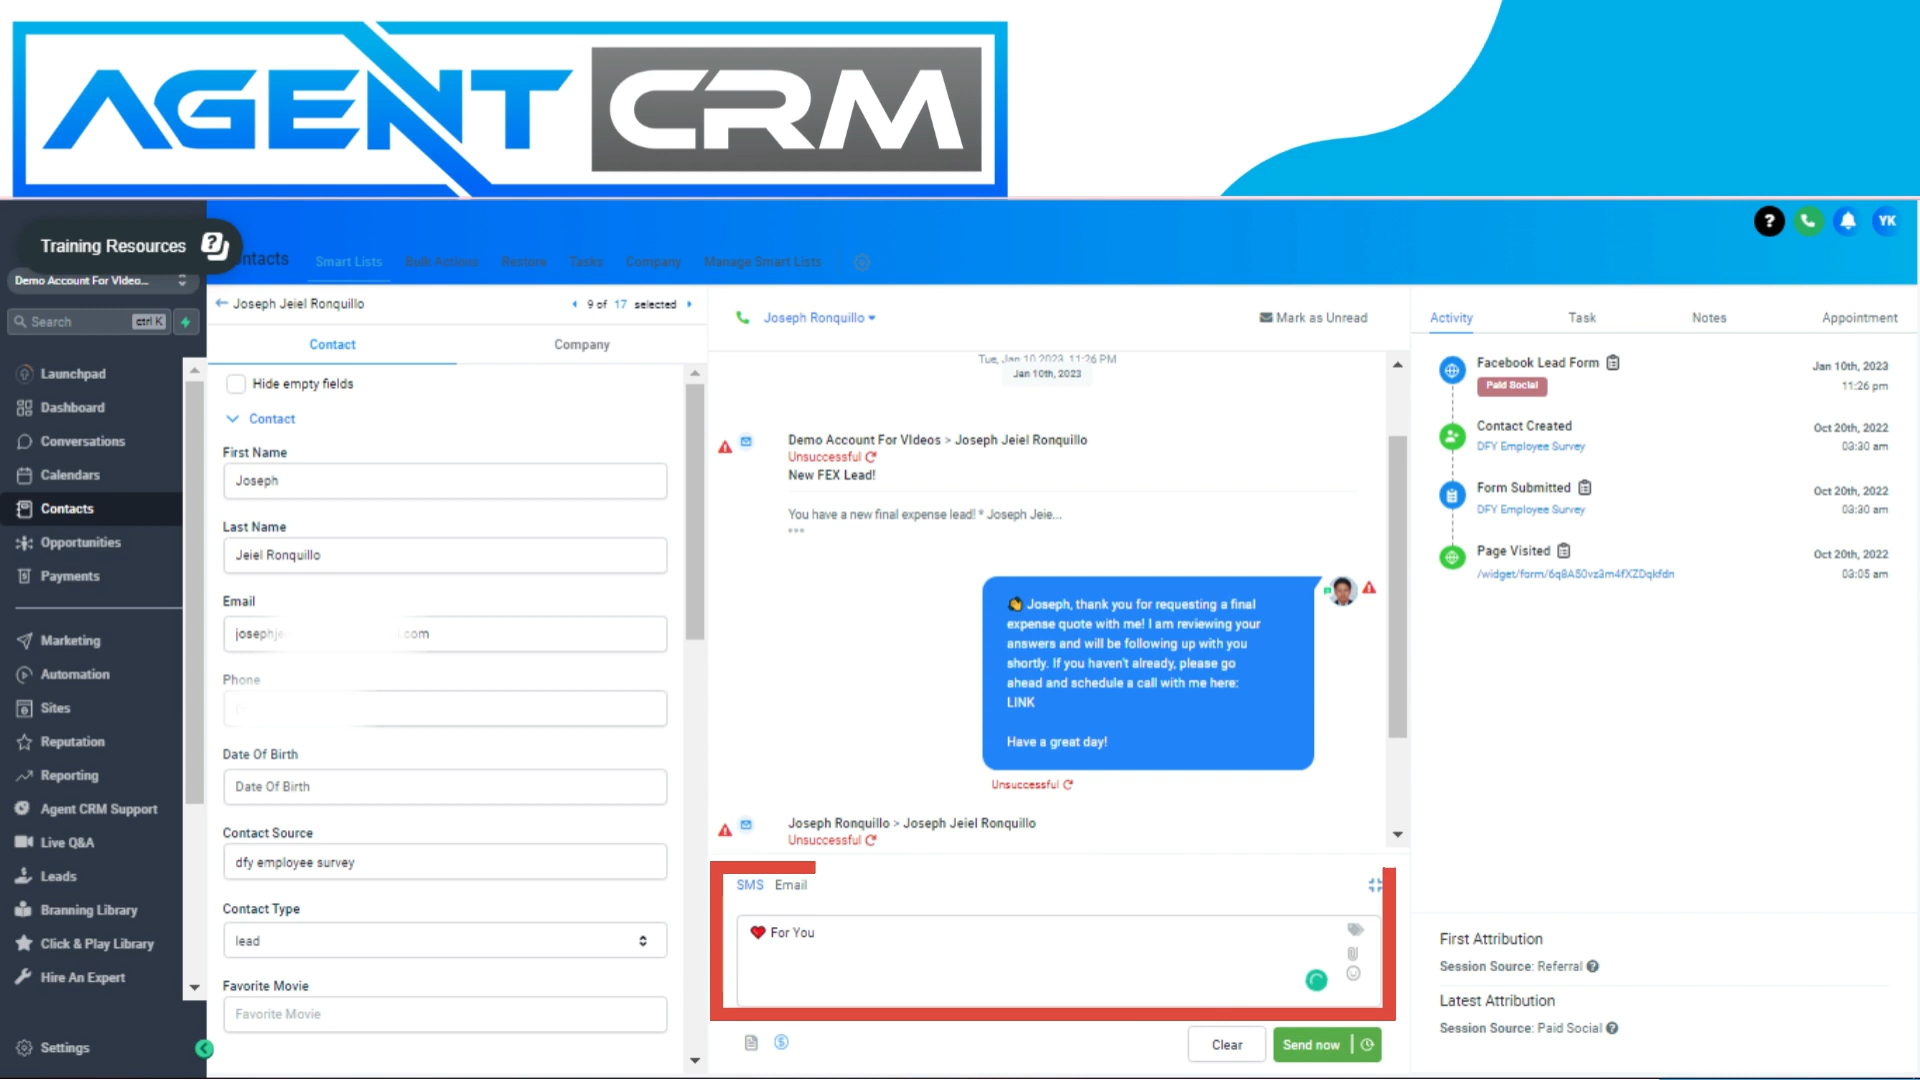 AGENT CRM
Training Resources
Demo Account For VIdeo...
Search ctrl K
Launchpad
Dashboard
Conversations
Calendars
Contacts
Opportunities
Payments
Marketing
Automation
Sites
Reputation
Reporting
Agent CRM Support
Live Q&A
Leads
Branning Library
Click & Play Library
Hire An Expert
Settings
ntacts Smart Lists Bulk Actions Restore Tasks Company Manage Smart Lists
YK
Joseph Jeiel Ronquillo
9 of 17 selected
Contact Company
Hide empty fields
Contact
First Name
Joseph
Last Name
Jeiel Ronquillo
Email
josephje .com
Phone
Date Of Birth
Date Of Birth
Contact Source
dfy employee survey
Contact Type
lead
Favorite Movie
Favorite Movie
Joseph Ronquillo
Mark as Unread
Tue, Jan 10 2023, 11:26 PM
Jan 10th, 2023
Demo Account For VIdeos > Joseph Jeiel Ronquillo
Unsuccessful
New FEX Lead!
You have a new final expense lead! * Joseph Jeie...
👏 Joseph, thank you for requesting a final
expense quote with me! I am reviewing your
answers and will be following up with you
shortly. If you haven't already, please go
ahead and schedule a call with me here:
LINK
Have a great day!
Unsuccessful
Joseph Ronquillo > Joseph Jeiel Ronquillo
Unsuccessful
SMS Email
❤️ For You
Clear
Send now
Activity Task Notes Appointment
Facebook Lead Form
Paid Social
Jan 10th, 2023
11:26 pm
Contact Created
DFY Employee Survey
Oct 20th, 2022
03:30 am
Form Submitted
DFY Employee Survey
Oct 20th, 2022
03:30 am
Page Visited
Oct 20th, 2022
03:05 am
First Attribution
Session Source: Referral
Latest Attribution
Session Source: Paid Social